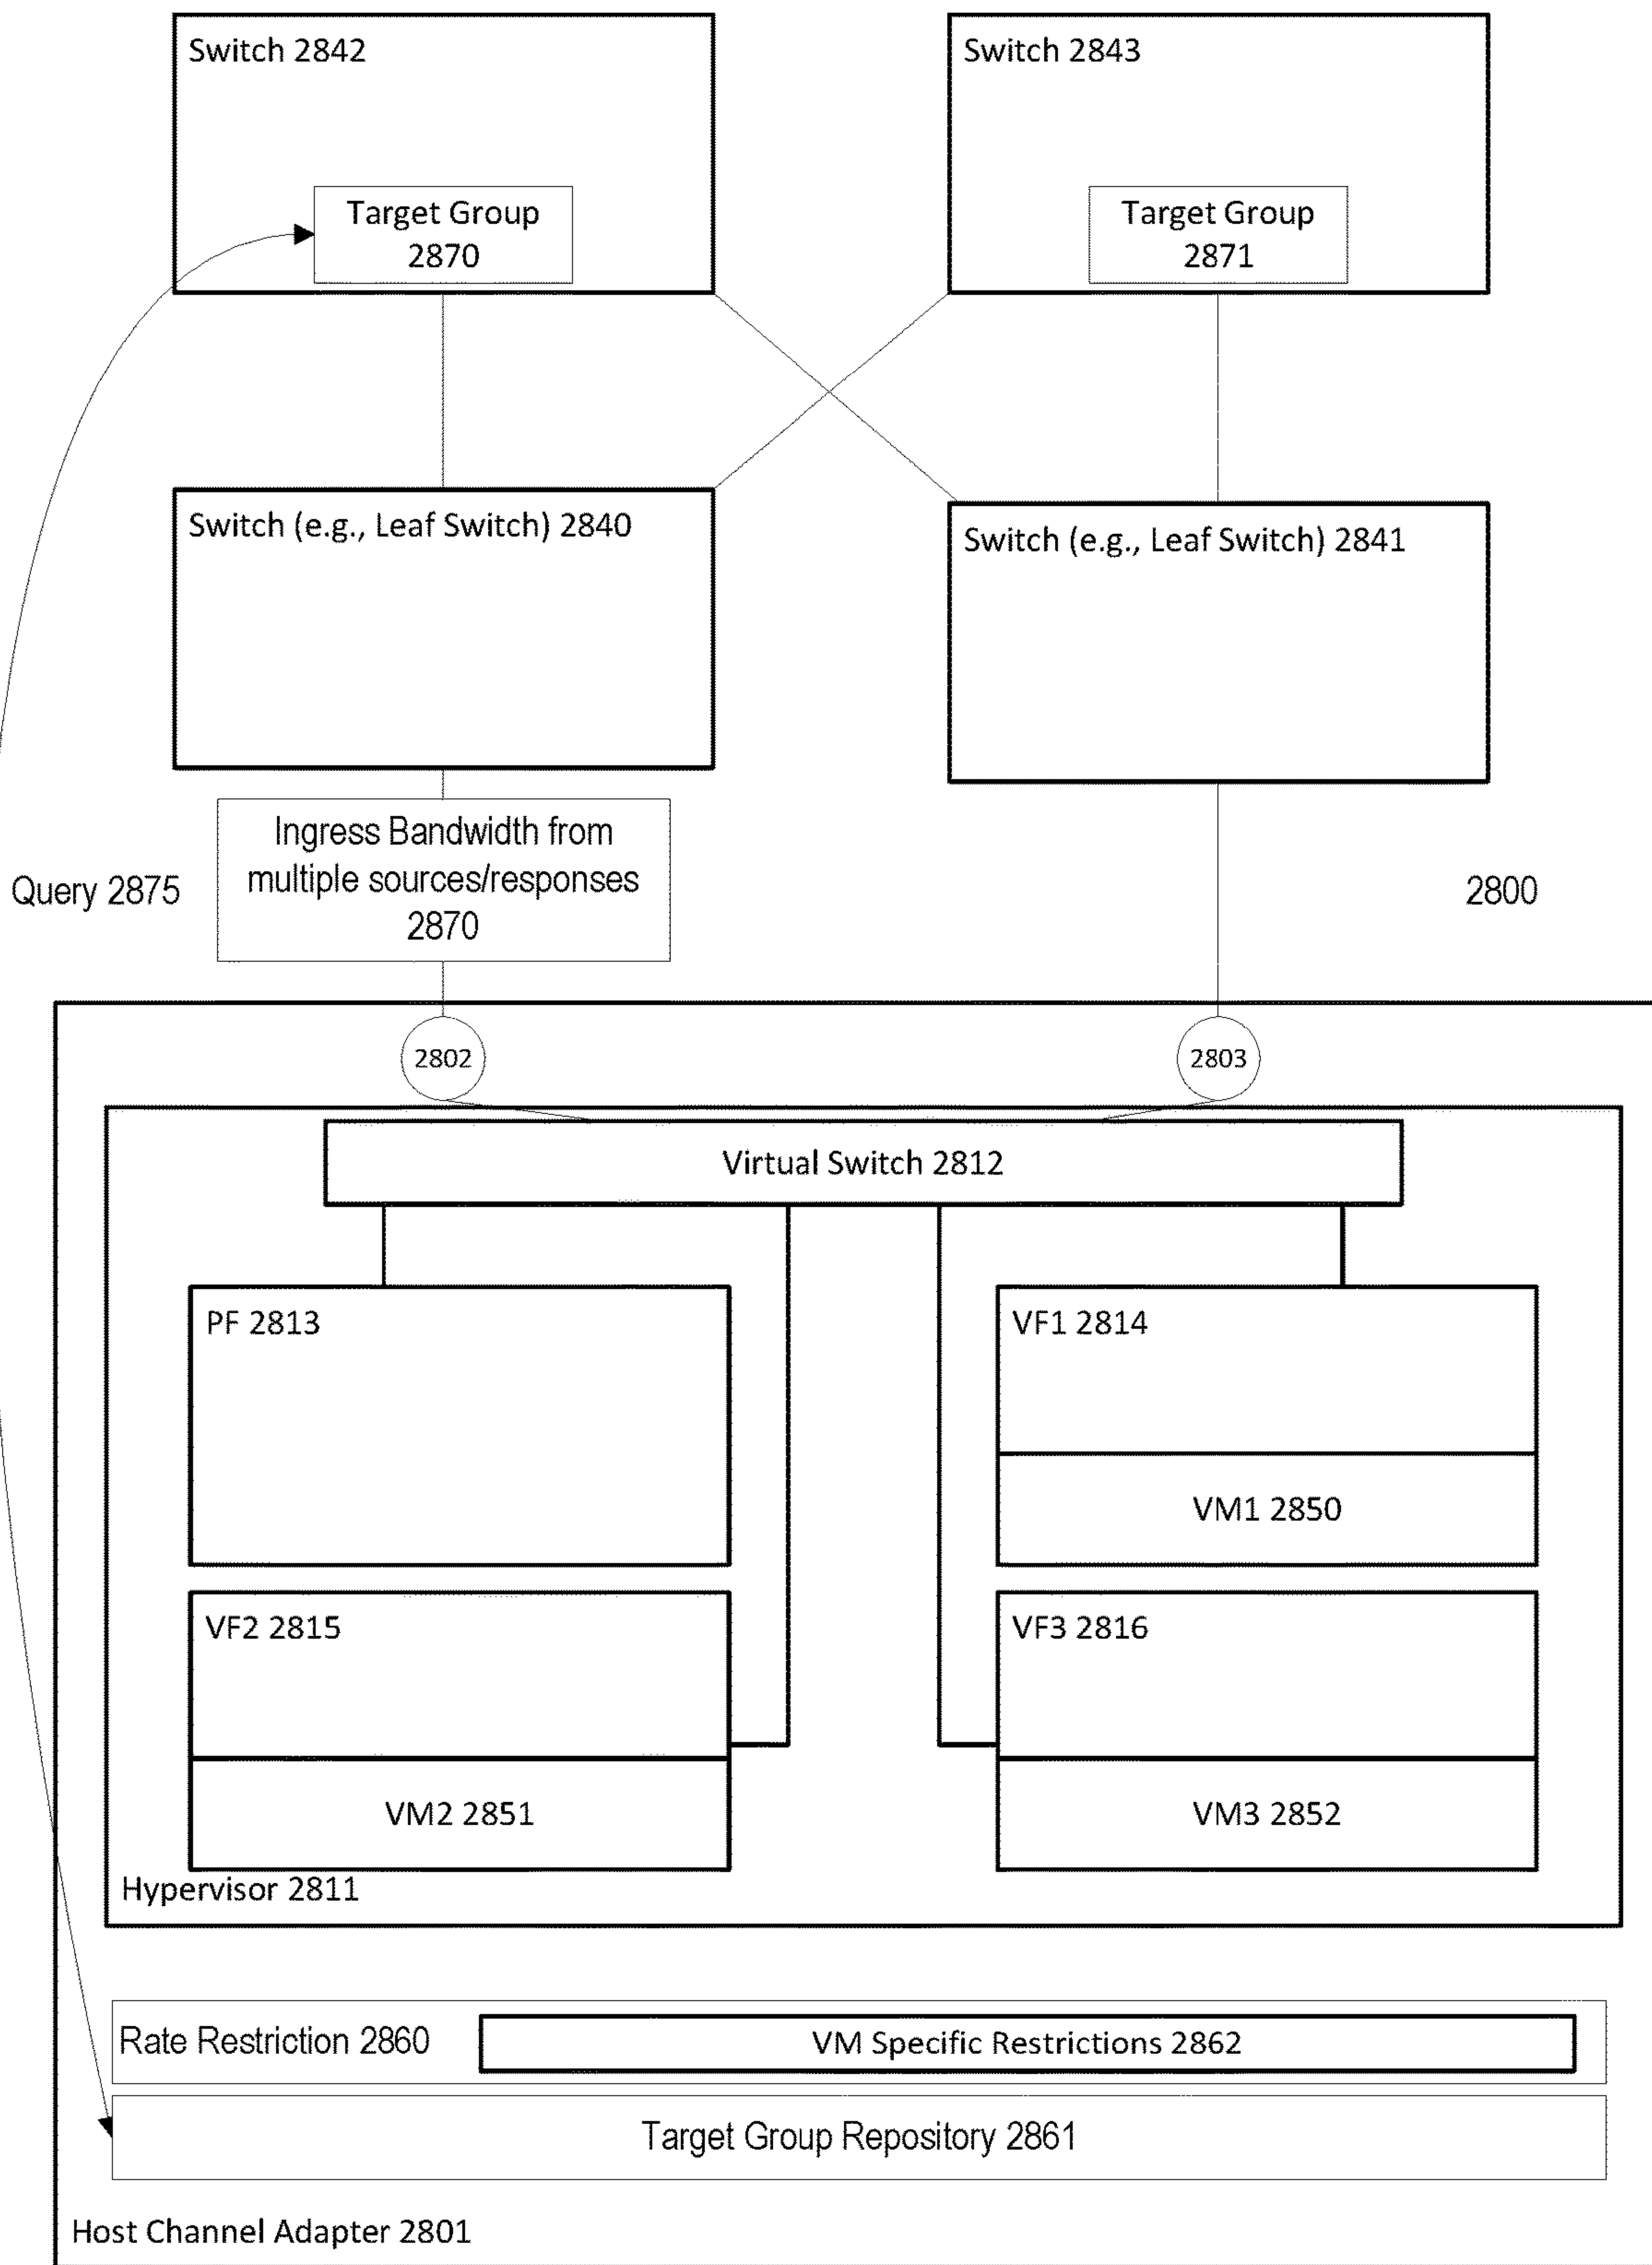 Switch 2842
Switch 2843
Target Group
2870
Target Group
2871
Switch (e.g., Leaf Switch) 2840
Switch (e.g., Leaf Switch) 2841
Ingress Bandwidth from
multiple sources/responses
2870
Query 2875
2800
2802
2803
Virtual Switch 2812
PF 2813
VF1 2814
VM1 2850
VF2 2815
VF3 2816
VM2 2851
VM3 2852
Hypervisor 2811
Rate Restriction 2860
VM Specific Restrictions 2862
Target Group Repository 2861
Host Channel Adapter 2801